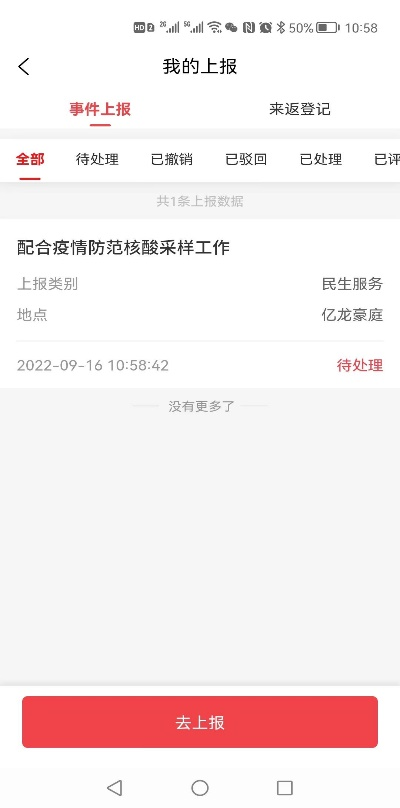 HD 2 2G 5G 50% 10:58
我的上报
事件上报 来返登记
全部 待处理 已撤销 已驳回 已处理 已评
共1条上报数据
配合疫情防范核酸采样工作
上报类别 民生服务
地点 亿龙豪庭
2022-09-16 10:58:42 待处理
没有更多了
去上报